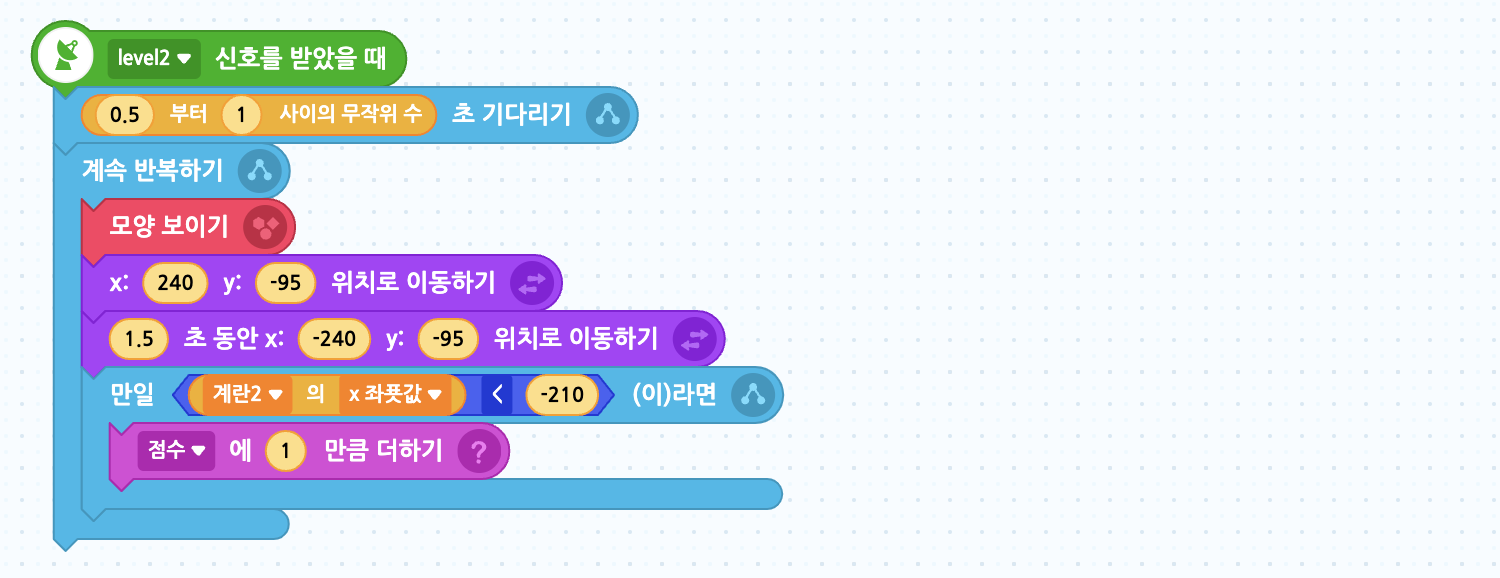 level2 신호를 받았을 때
0.5 부터 1 사이의 무작위 수 초 기다리기
계속 반복하기
모양 보이기
x: 240 y: -95 위치로 이동하기
1.5 초 동안 x: -240 y: -95 위치로 이동하기
만일 계란2 의 x 좌푯값 < -210 (이)라면
점수 에 1 만큼 더하기 ?